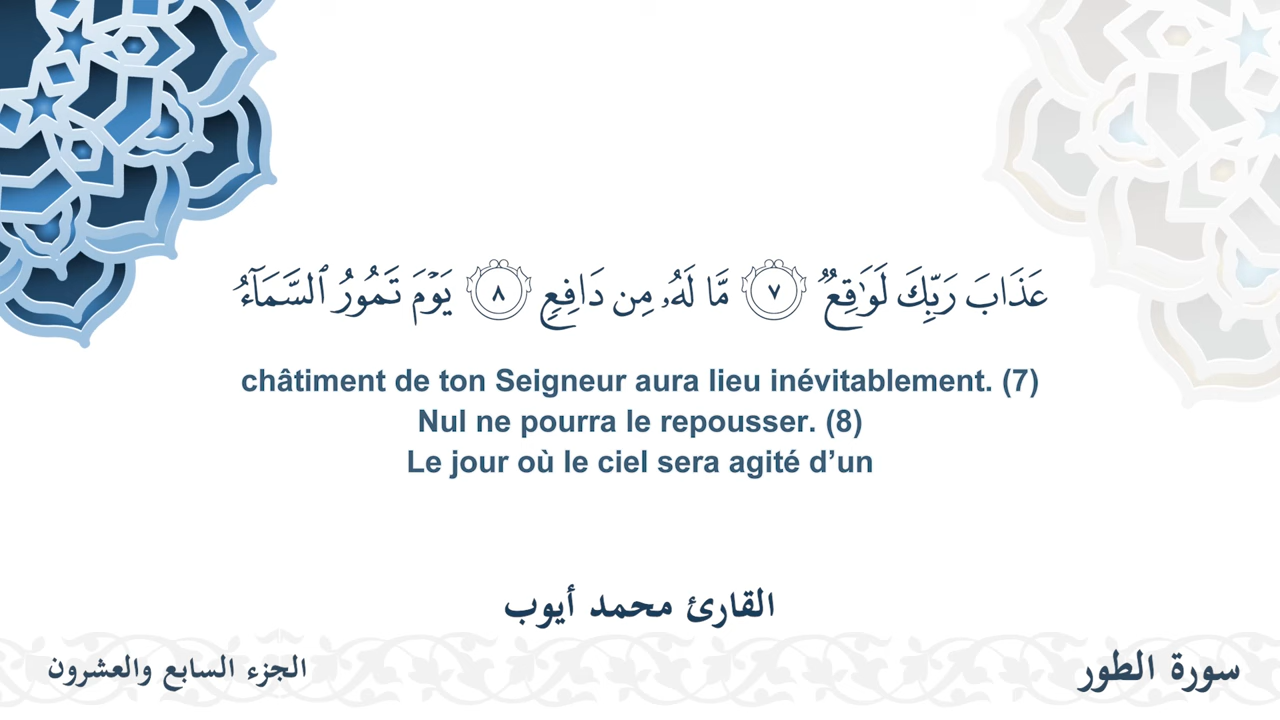 عَذَابَ رَبِّكَ لَوَٰقِعٌ ٧ مَّا لَهُۥ مِن دَافِعٍ ٨ يَوْمَ تَمُورُ ٱلسَّمَآءُ
châtiment de ton Seigneur aura lieu inévitablement. (7)
Nul ne pourra le repousser. (8)
Le jour où le ciel sera agité d’un
القارئ محمد أيوب
سورة الطور
الجزء السابع والعشرون